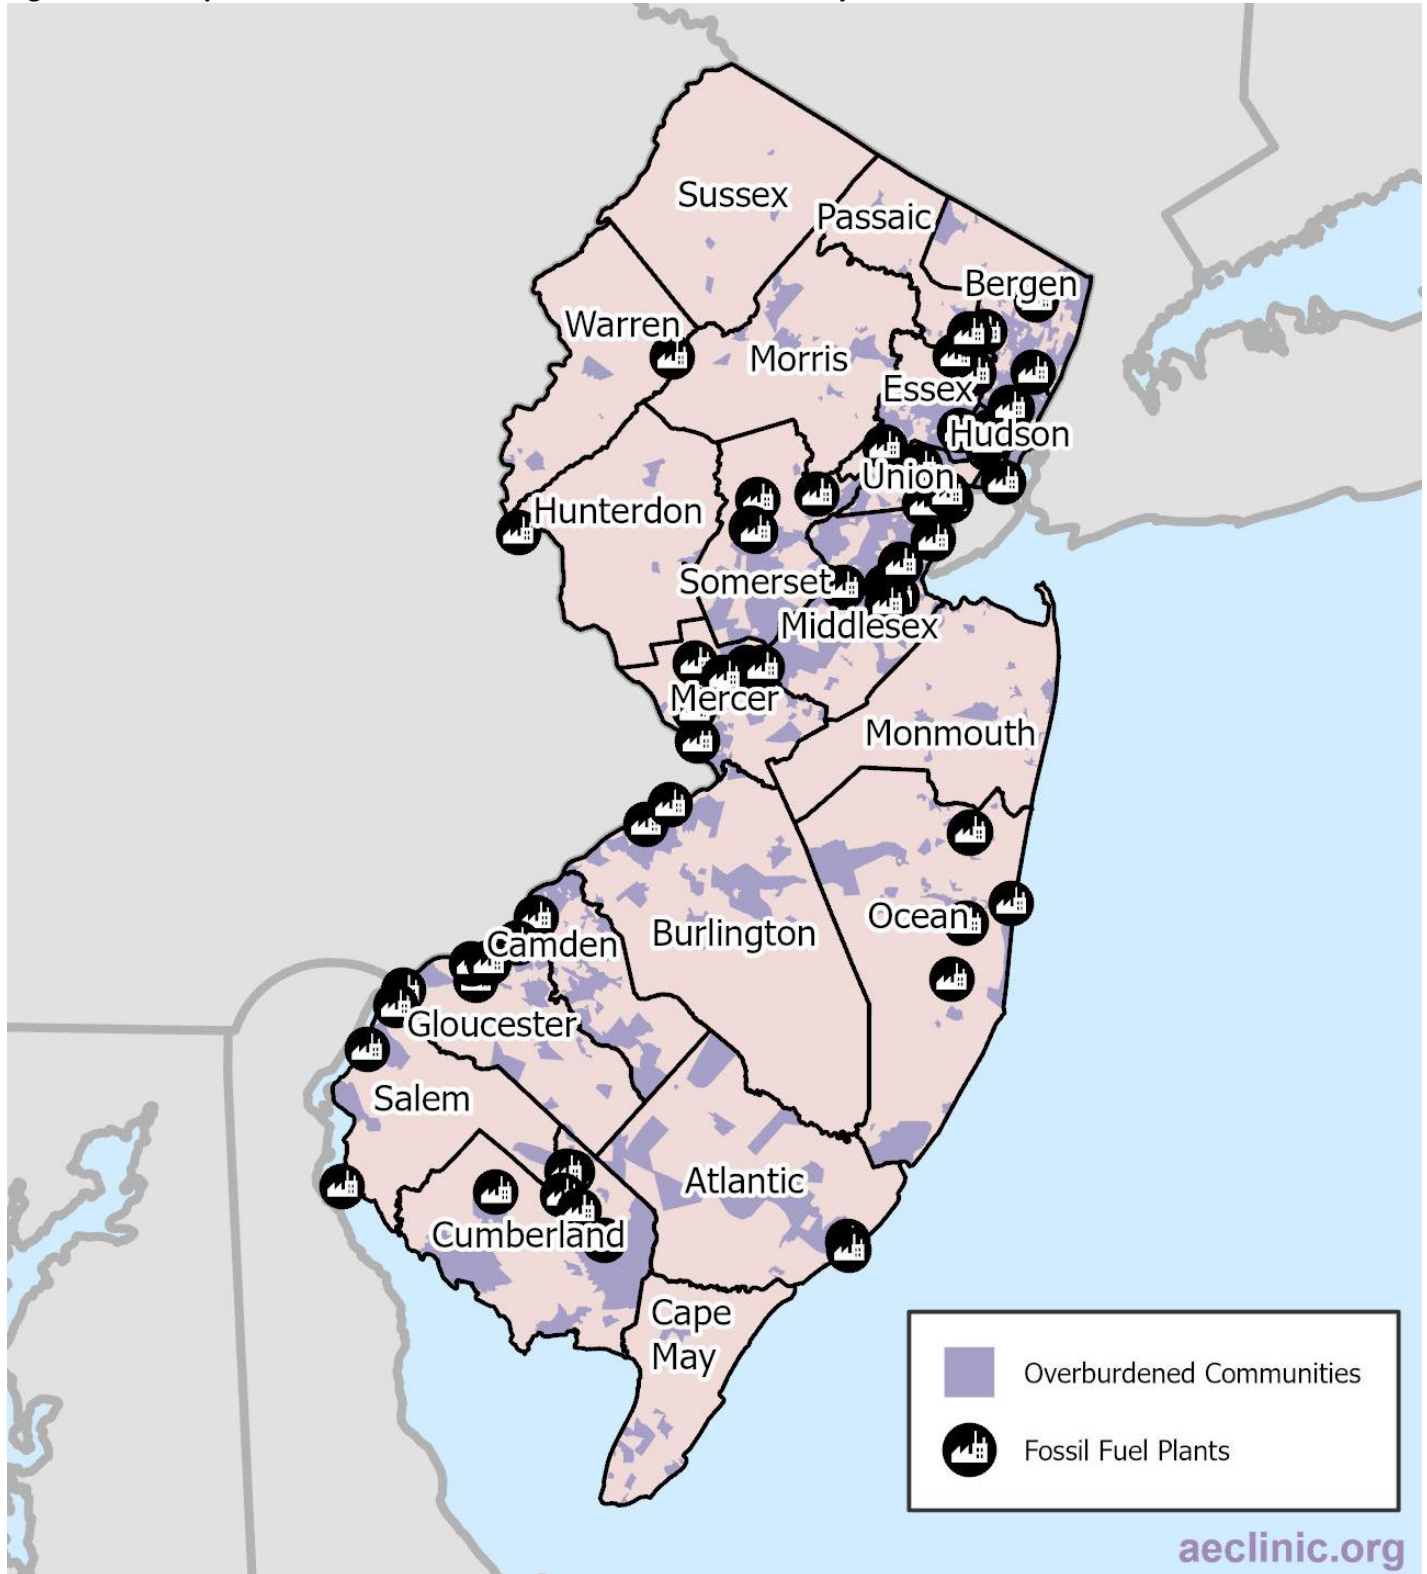 Sussex
Passaic
Bergen
Warren
Morris
Essex
Hudson
Union
Hunterdon
Somerset
Middlesex
Mercer
Monmouth
Ocean
Burlington
Camden
Gloucester
Salem
Atlantic
Cumberland
Cape
May
Overburdened Communities
Fossil Fuel Plants
aeclinic.org